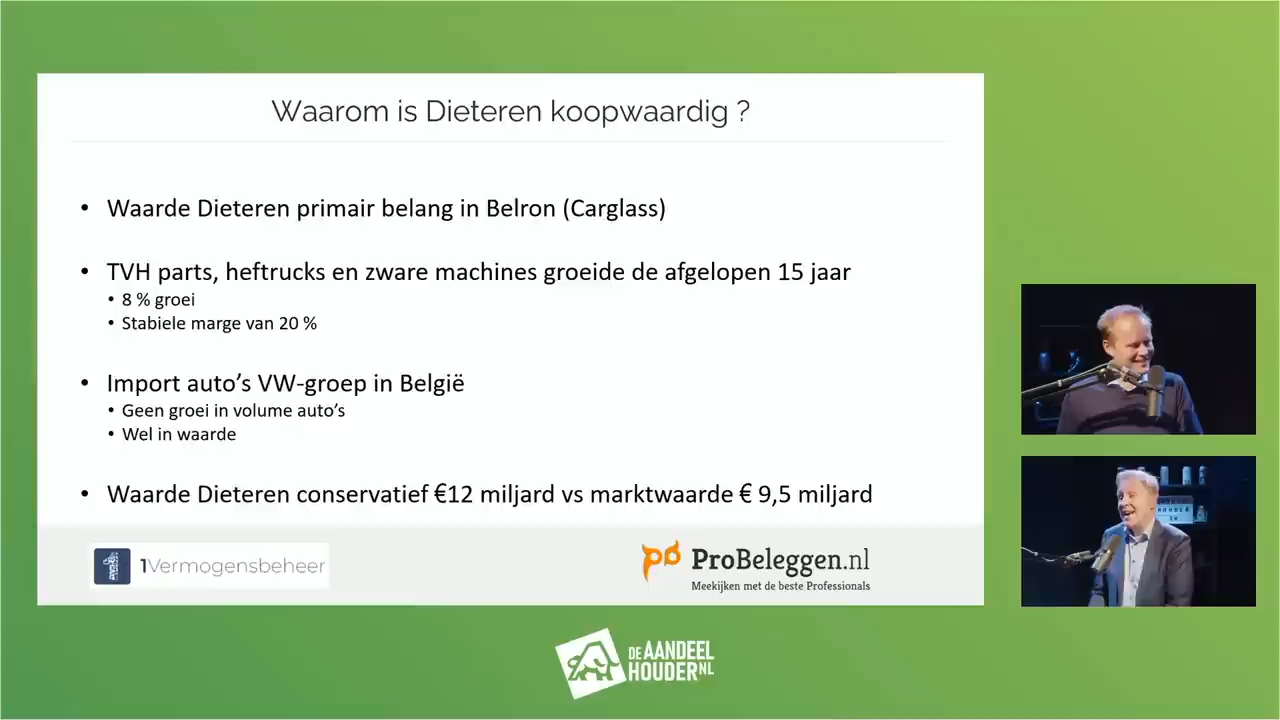 Waarom is Dieteren koopwaardig ?
• Waarde Dieteren primair belang in Belron (Carglass)
• TVH parts, heftrucks en zware machines groeide de afgelopen 15 jaar
• 8 % groei
• Stabiele marge van 20 %
• Import auto’s VW-groep in België
• Geen groei in volume auto’s
• Wel in waarde
• Waarde Dieteren conservatief €12 miljard vs marktwaarde € 9,5 miljard
1Vermogensbeheer
ProBeleggen.nl
Meekijken met de beste Professionals
DE AANDEEL
HOUDER NL